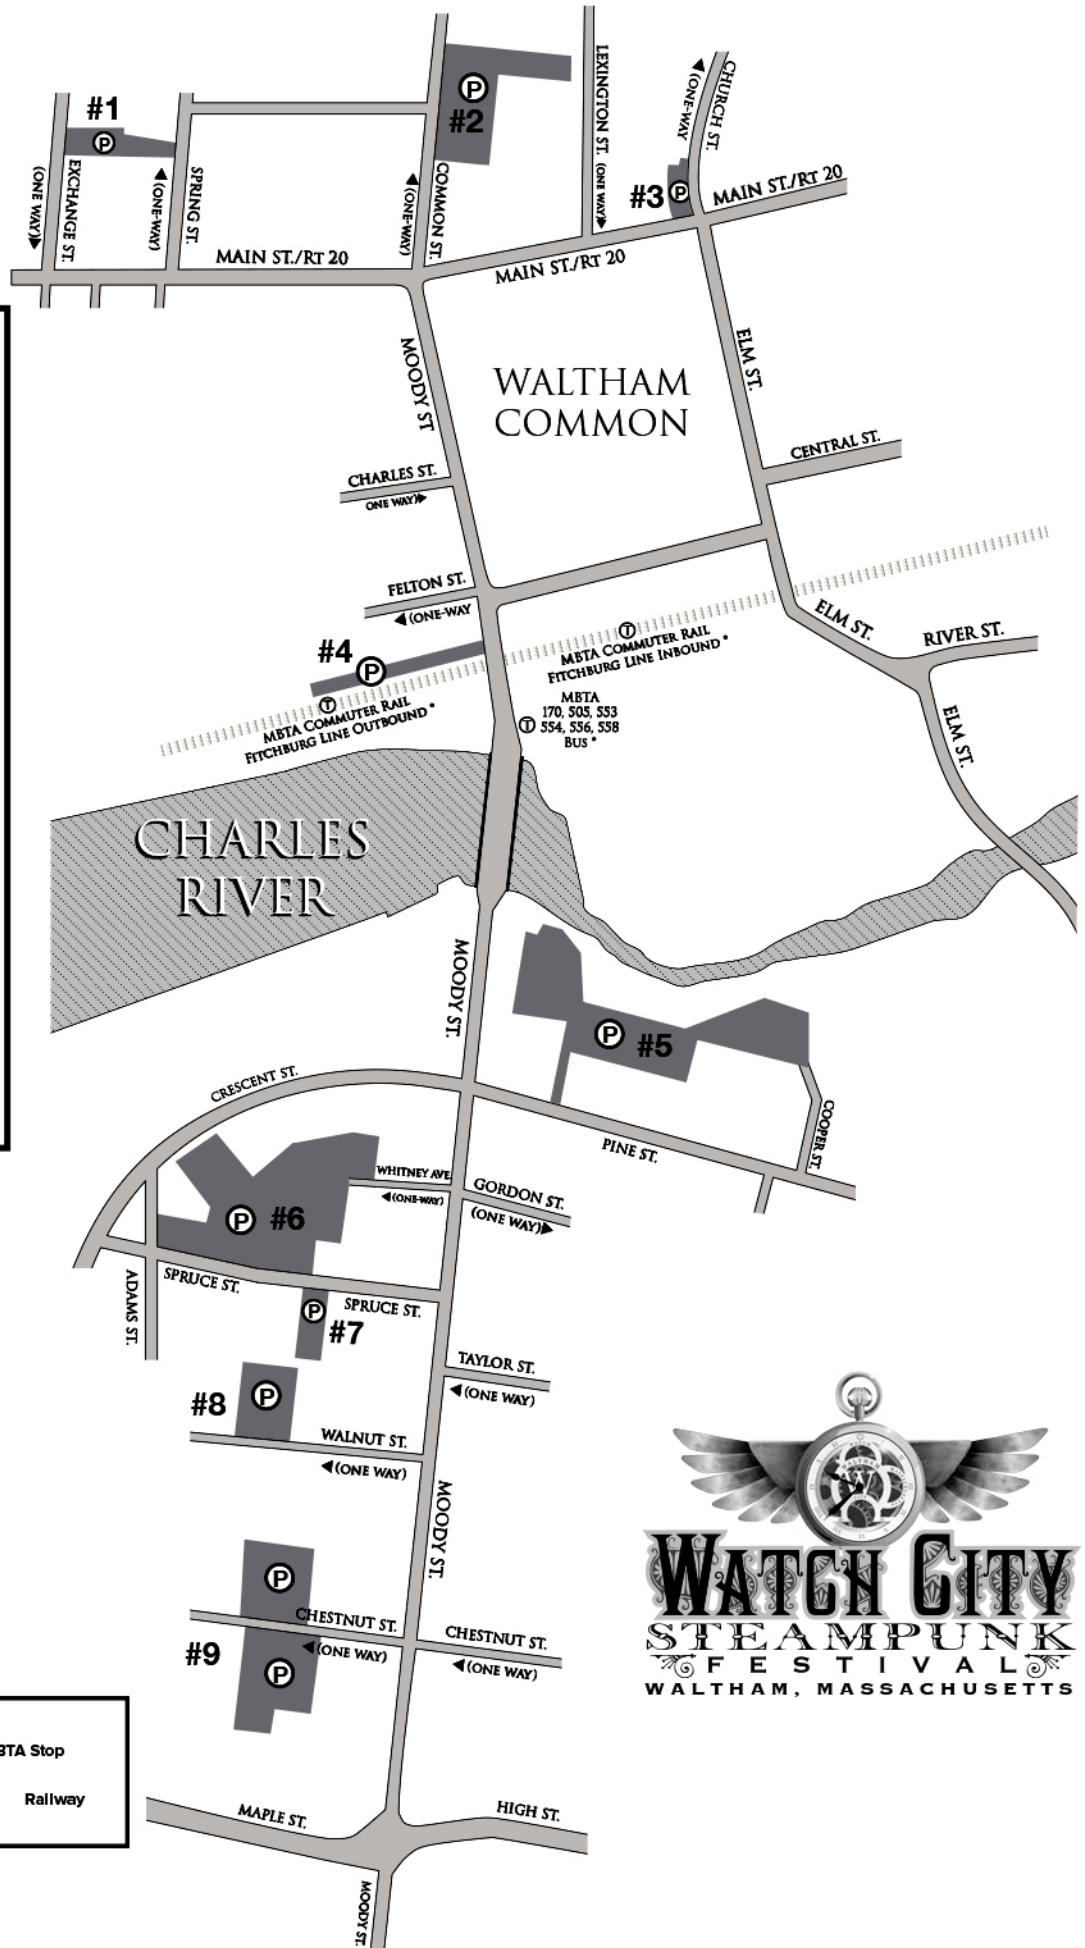 #1
P
(ONE WAY)
EXCHANGE ST.
(ONE-WAY)
SPRING ST.
P
#2
(ONE-WAY)
COMMON ST.
LEXINGTON ST. (ONE WAY)
CHURCH ST.
(ONE-WAY
#3
P
MAIN ST./RT 20
MAIN ST./RT 20
MAIN ST./RT 20
MOODY ST
WALTHAM
COMMON
ELM ST.
CENTRAL ST.
CHARLES ST.
ONE WAY)
FELTON ST.
(ONE-WAY
#4
P
T
MBTA COMMUTER RAIL
FITCHBURG LINE INBOUND *
T
MBTA COMMUTER RAIL
FITCHBURG LINE OUTBOUND *
MBTA
170, 505, 553
T 554, 556, 558
BUS *
ELM ST.
RIVER ST.
ELM ST.
CHARLES
RIVER
MOODY ST.
P #5
CRESCENT ST.
COOPER ST.
PINE ST.
WHITNEY AVE
(ONE-WAY)
GORDON ST.
(ONE WAY)
P #6
ADAMS ST.
SPRUCE ST.
SPRUCE ST.
P
#7
TAYLOR ST.
(ONE WAY)
#8
P
WALNUT ST.
(ONE WAY)
MOODY ST.
P
CHESTNUT ST.
(ONE WAY)
CHESTNUT ST.
(ONE WAY)
#9
P
WALTHAM
W
WATCH CITY
STEAMPUNK
FESTIVAL
WALTHAM, MASSACHUSETTS
BTA Stop
Railway
MAPLE ST.
HIGH ST.
MOODY ST.